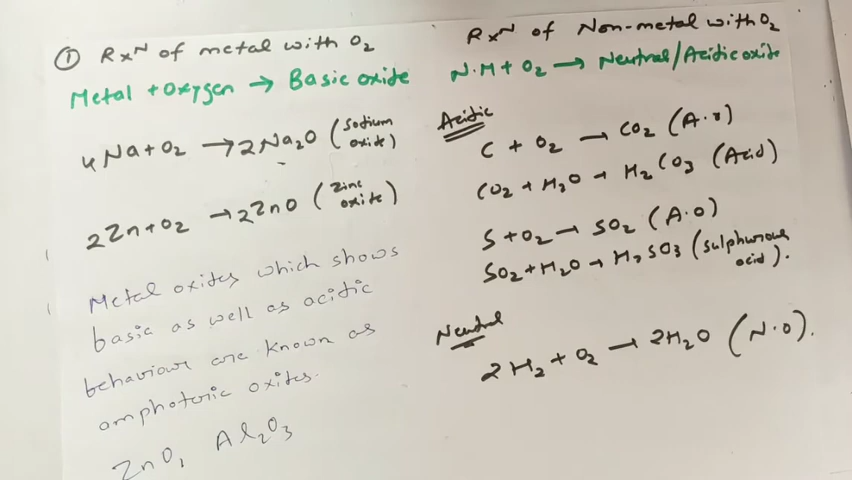 ① RxN of metal with O₂
Metal + Oxygen → Basic oxide
4Na + O₂ → 2Na₂O (Sodium oxide)
2Zn + O₂ → 2ZnO (Zinc oxide)
Metal oxides which shows
basic as well as acidic
behaviour are known as
amphoteric oxites.
ZnO, Al₂O₃
RxN of Non-metal with O₂
N.M + O₂ → Neutral/Acidic oxide
Acidic
C + O₂ → CO₂ (A.O)
CO₂ + H₂O → H₂CO₃ (Acid)
S + O₂ → SO₂ (A.O)
SO₂ + H₂O → H₂SO₃ (sulphurous acid).
Neutral
2H₂ + O₂ → 2H₂O (N.O).